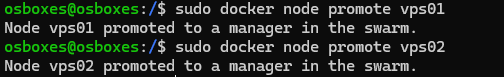 osboxes@osboxes:/$ sudo docker node promote vps01
Node vps01 promoted to a manager in the swarm.
osboxes@osboxes:/$ sudo docker node promote vps02
Node vps02 promoted to a manager in the swarm.